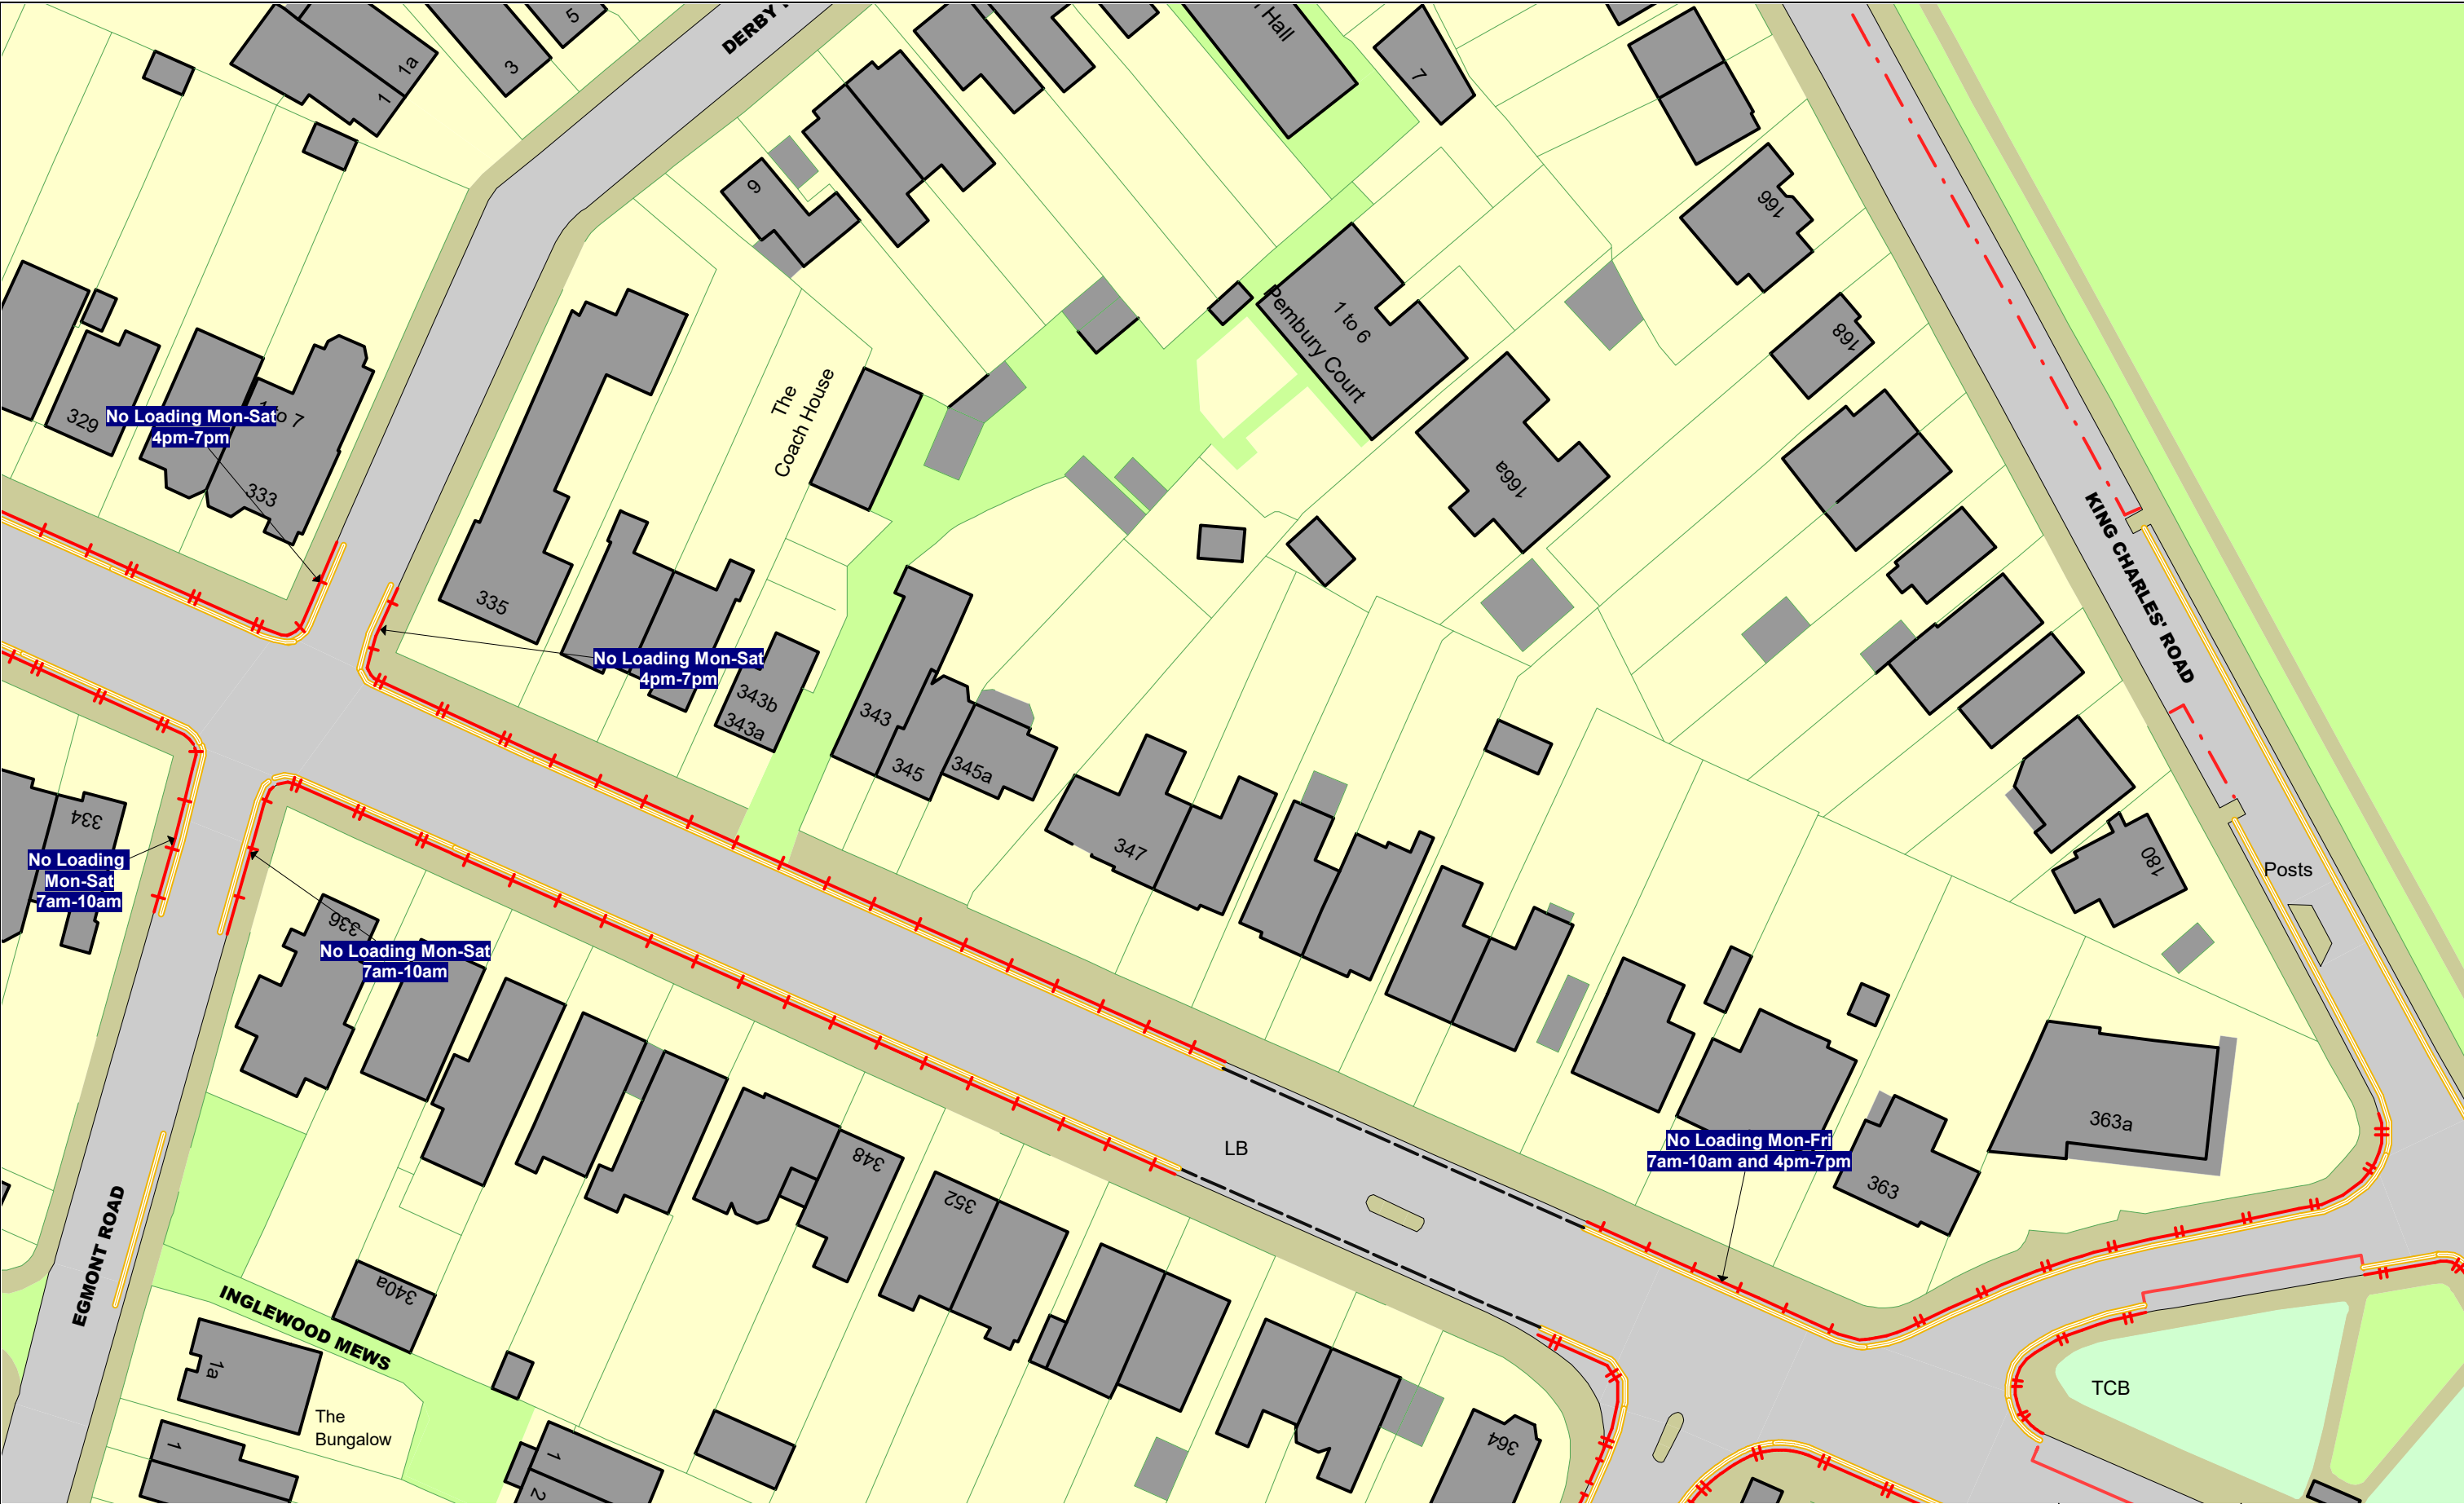 5
1a
3
1
DERBY
Hall
7
9
166
168
1 to 6
Pembury Court
The
Coach House
166a
329
No Loading Mon-Sat
4pm-7pm
to 7
333
335
KING CHARLES' ROAD
No Loading Mon-Sat
4pm-7pm
343b
343a
343
345
345a
347
334
No Loading
Mon-Sat
7am-10am
336
No Loading Mon-Sat
7am-10am
180
Posts
363a
LB
No Loading Mon-Fri
7am-10am and 4pm-7pm
363
348
352
EGMONT ROAD
340a
INGLEWOOD MEWS
1a
The
Bungalow
TCB
364
1
1
2